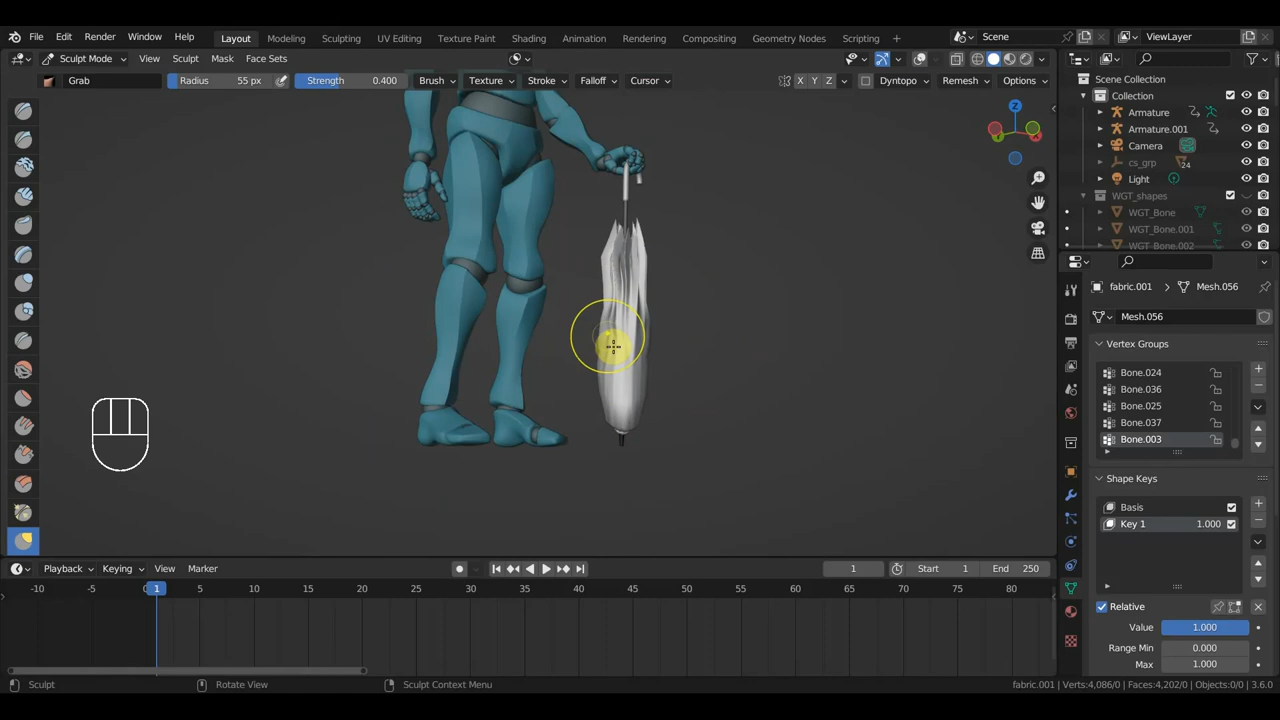 File Edit Render Window Help Layout Modeling Sculpting UV Editing Texture Paint Shading Animation Rendering Compositing Geometry Nodes Scripting + Scene ViewLayer
Sculpt Mode View Sculpt Mask Face Sets
Grab Radius 55 px Strength 0.400 Brush Texture Stroke Falloff Cursor X Y Z Dyntopo Remesh Options
Scene Collection
Collection
Armature
Armature.001
Camera
cs_grp 24
Light
WGT_shapes
WGT_Bone
WGT_Bone.001
WGT_Bone.002
Z
Y
X
fabric.001 > Mesh.056
Mesh.056
Vertex Groups
Bone.024
Bone.036
Bone.025
Bone.037
Bone.003
Shape Keys
Basis
Key 1 1.000
Relative
Value 1.000
Range Min 0.000
Max 1.000
Playback Keying View Marker 1 Start 1 End 250
-10 -5 0 1 5 10 15 20 25 30 35 40 45 50 55 60 65 70 75 80
Sculpt Rotate View Sculpt Context Menu fabric.001 | Verts:4,086/0 | Faces:4,202/0 | Objects:0/0 | 3.6.0